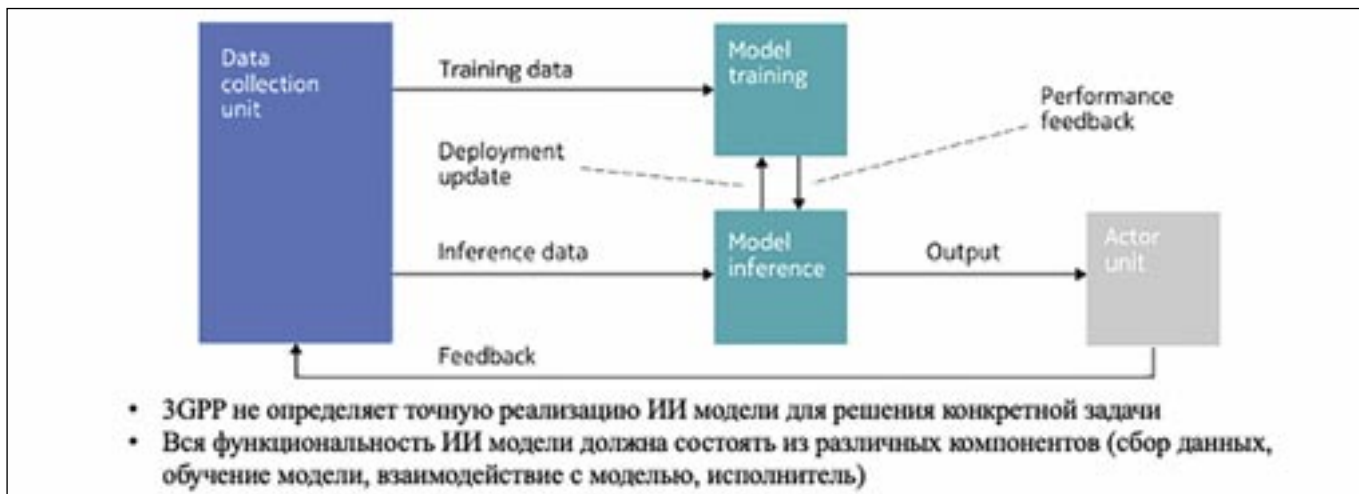 Data
collection
unit
Training data
Model
training
Performance
feedback
Deployment
update
Inference data
Model
inference
Output
Actor
unit
Feedback
• 3GPP не определяет точную реализацию ИИ модели для решения конкретной задачи
• Вся функциональность ИИ модели должна состоять из различных компонентов (сбор данных,
обучение модели, взаимодействие с моделью, исполнитель)